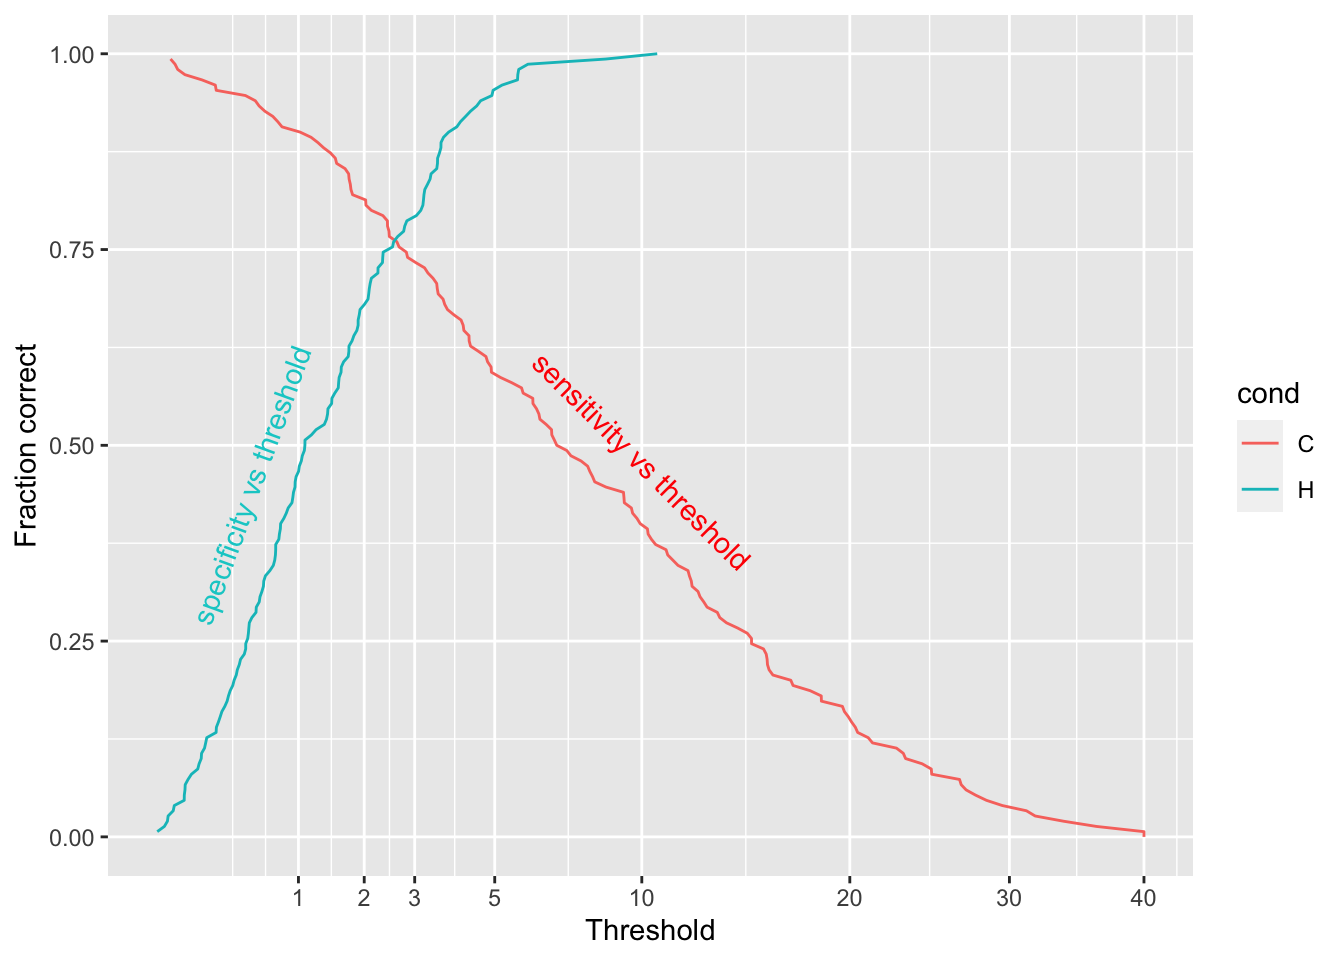 1.00
0.75
0.50
0.25
0.00
Fraction correct
specificity vs threshold
sensitivity vs threshold
1 2 3 5 10 20 30 40
Threshold
cond
C
H